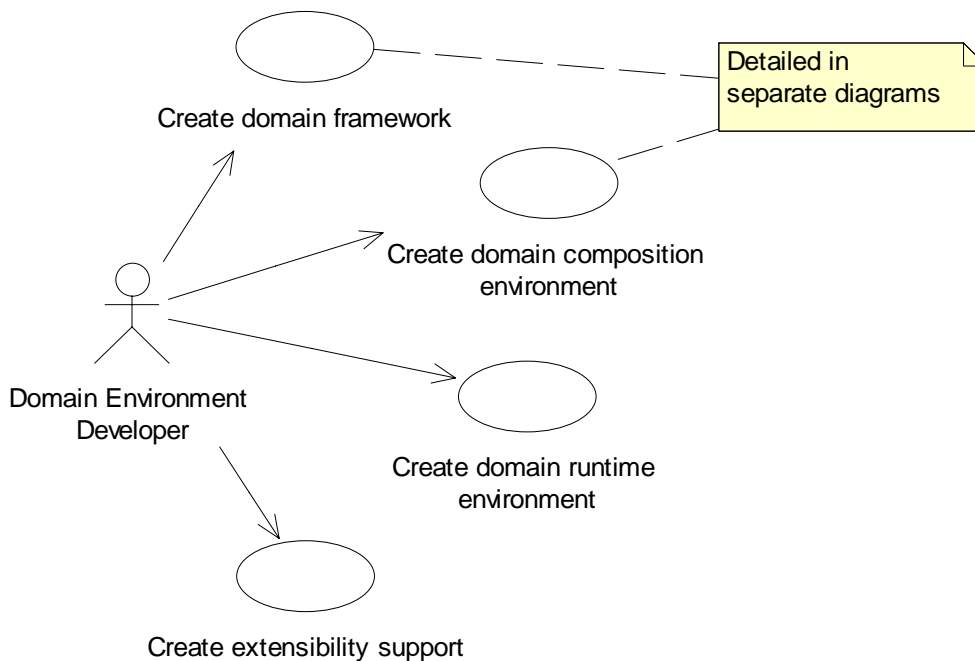 Detailed in
separate diagrams
Create domain framework
Create domain composition
environment
Domain Environment
Developer
Create domain runtime
environment
Create extensibility support